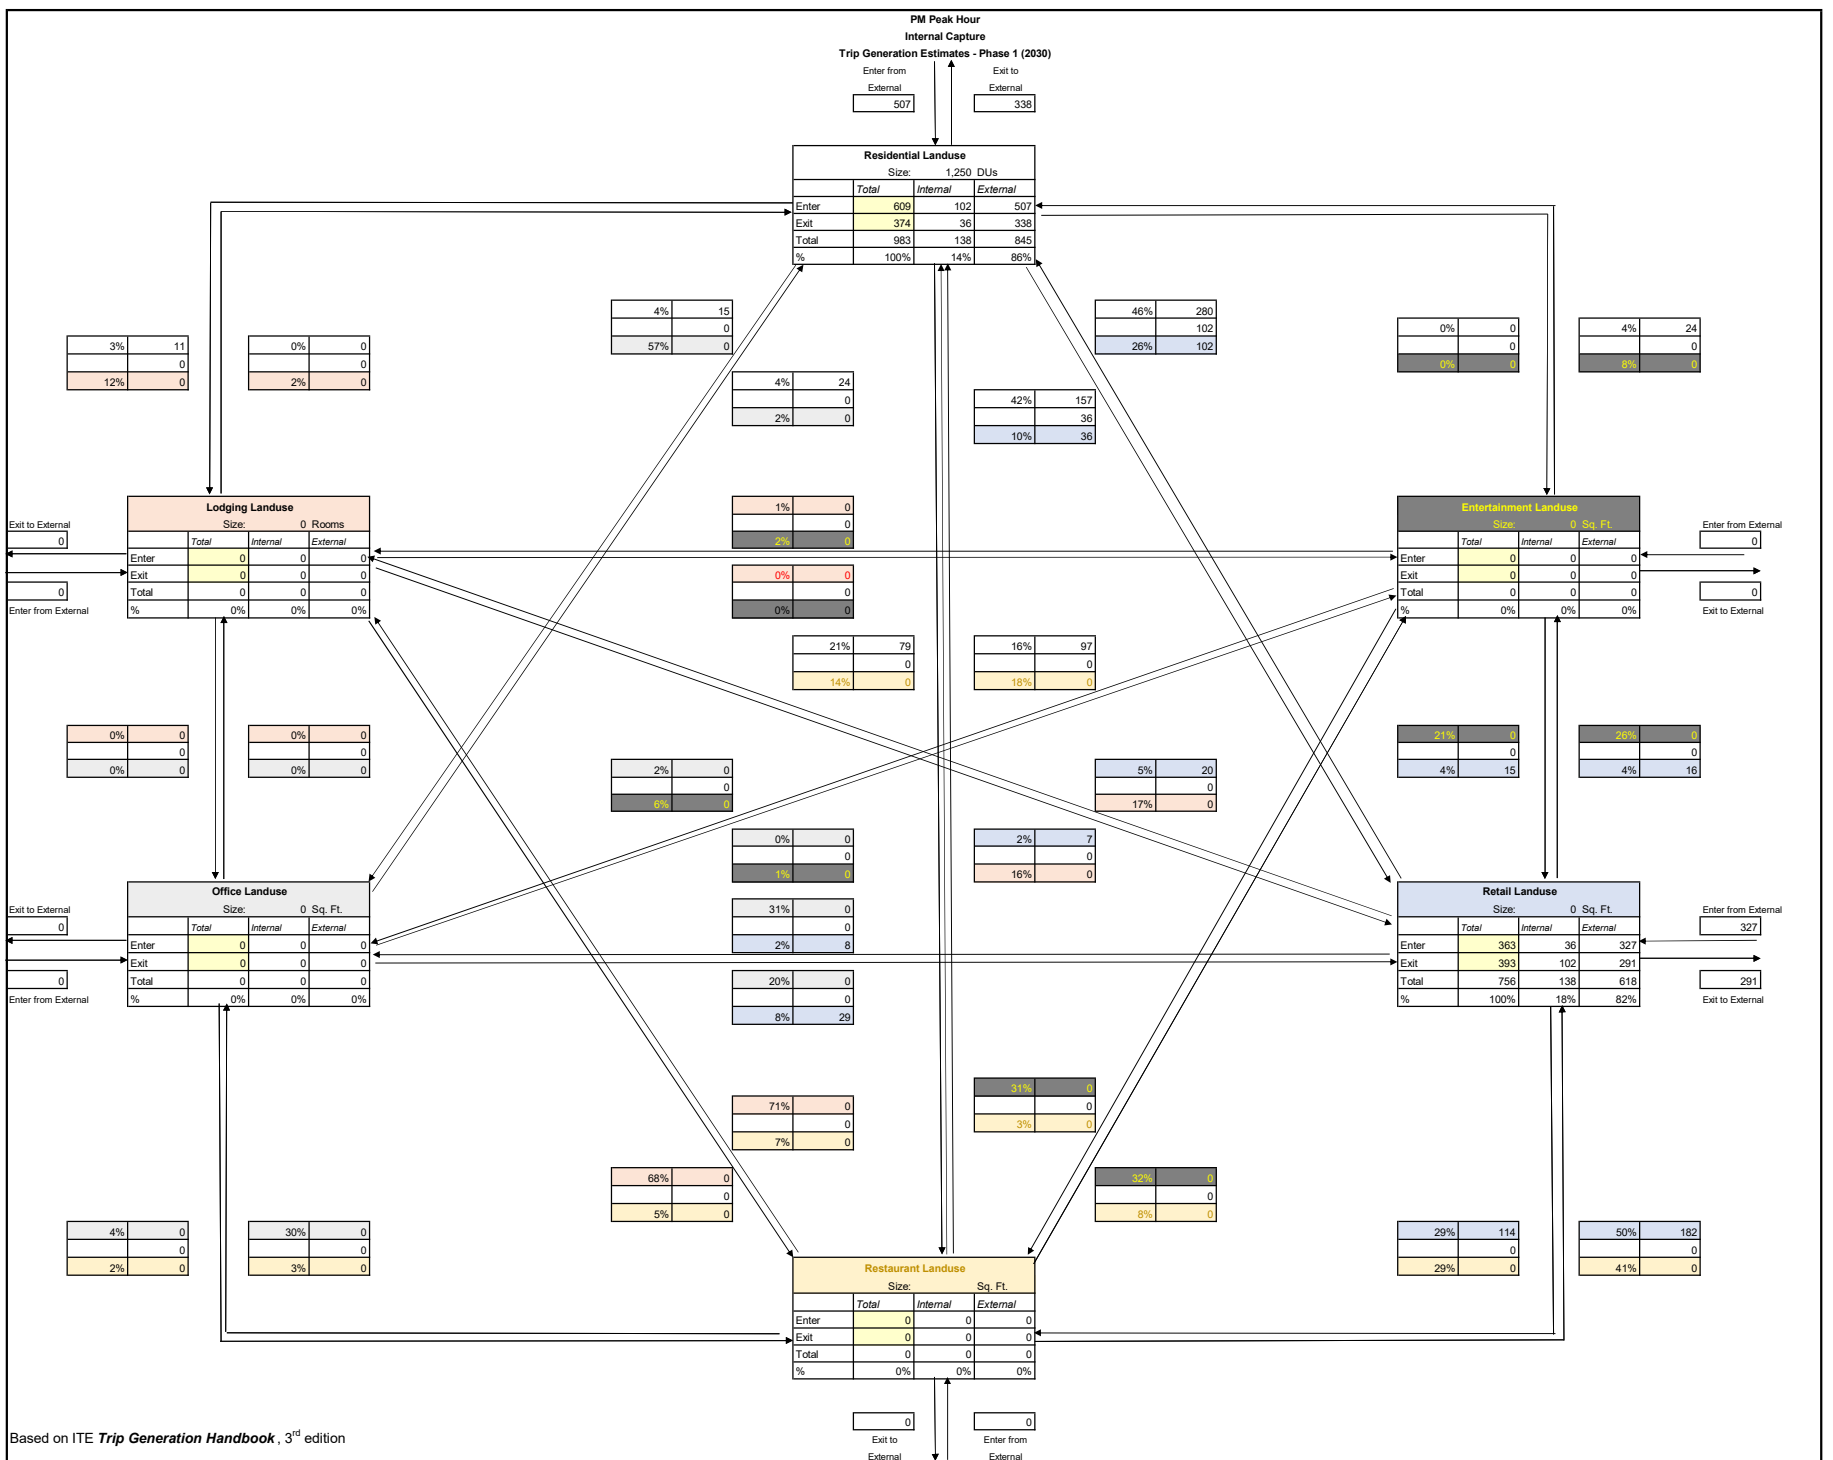 PM Peak Hour
Internal Capture
Trip Generation Estimates - Phase 1 (2030)
Enter from Exit to
External External
507 338
Residential Landuse
Size: 1,250 DUs
Total Internal External
Enter 609 102 507
Exit 374 36 338
Total 983 138 845
% 100% 14% 86%
4% 15
0
57% 0
46% 280
102
26% 102
3% 11
0
12% 0
0% 0
0
2% 0
0% 0
0
0% 0
4% 24
0
8% 0
4% 24
0
2% 0
42% 157
36
10% 36
Lodging Landuse
Size: 0 Rooms
Total Internal External
Enter 0 0 0
Exit 0 0 0
Total 0 0 0
% 0% 0% 0%
Exit to External
0
0
Enter from External
1% 0
0
2% 0
0% 0
0
0% 0
Entertainment Landuse
Size: 0 Sq. Ft.
Total Internal External
Enter 0 0 0
Exit 0 0 0
Total 0 0 0
% 0% 0% 0%
Enter from External
0
0
Exit to External
21% 79
0
14% 0
16% 97
0
18% 0
0% 0
0
0% 0
0% 0
0
0% 0
21% 0
0
4% 15
26% 0
0
4% 16
2% 0
0
6% 0
5% 20
0
17% 0
0% 0
0
1% 0
2% 7
0
16% 0
Office Landuse
Size: 0 Sq. Ft.
Total Internal External
Enter 0 0 0
Exit 0 0 0
Total 0 0 0
% 0% 0% 0%
Exit to External
0
0
Enter from External
31% 0
0
2% 8
20% 0
0
8% 29
Retail Landuse
Size: 0 Sq. Ft.
Total Internal External
Enter 363 36 327
Exit 393 102 291
Total 756 138 618
% 100% 18% 82%
Enter from External
327
291
Exit to External
31% 0
0
3% 0
71% 0
0
7% 0
68% 0
0
5% 0
32% 0
0
8% 0
4% 0
0
2% 0
30% 0
0
3% 0
29% 114
0
29% 0
50% 182
0
41% 0
Restaurant Landuse
Size: Sq. Ft.
Total Internal External
Enter 0 0 0
Exit 0 0 0
Total 0 0 0
% 0% 0% 0%
0 0
Exit to Enter from
External External
Based on ITE Trip Generation Handbook, 3rd edition